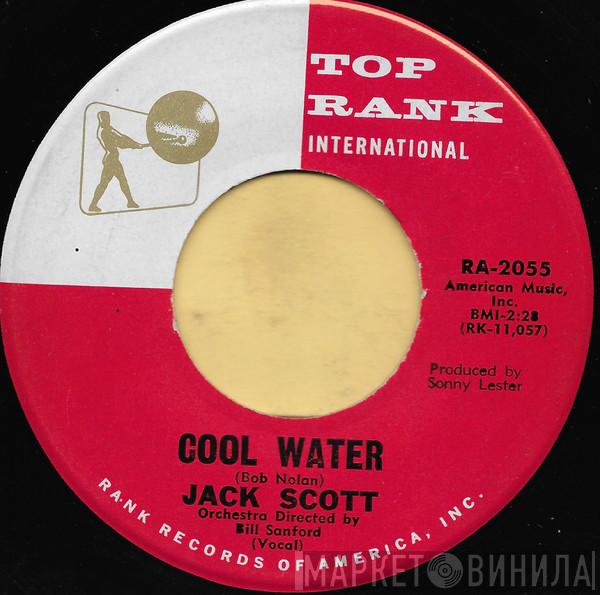 TOP
RANK
INTERNATIONAL
RA-2055
American Music,
Inc.
BMI-2:28
(RK-11,057)
Produced by
Sonny Lester
COOL WATER
(Bob Nolan)
JACK SCOTT
Orchestra Directed by
Bill Sanford
(Vocal)
RANK RECORDS OF AMERICA, INC.
МАРКЕТ ВИНИЛА